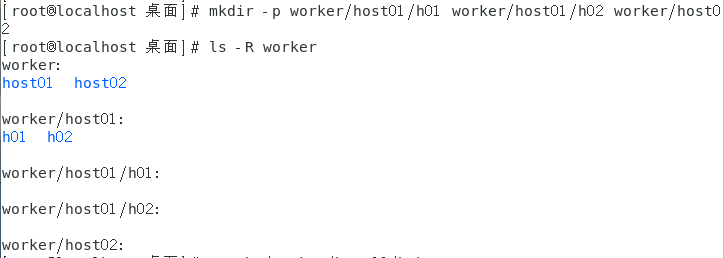 [root@localhost 桌面]# mkdir -p worker/host01/h01 worker/host01/h02 worker/host0
2
[root@localhost 桌面]# ls -R worker
worker:
host01  host02
worker/host01:
h01  h02
worker/host01/h01:
worker/host01/h02:
worker/host02: